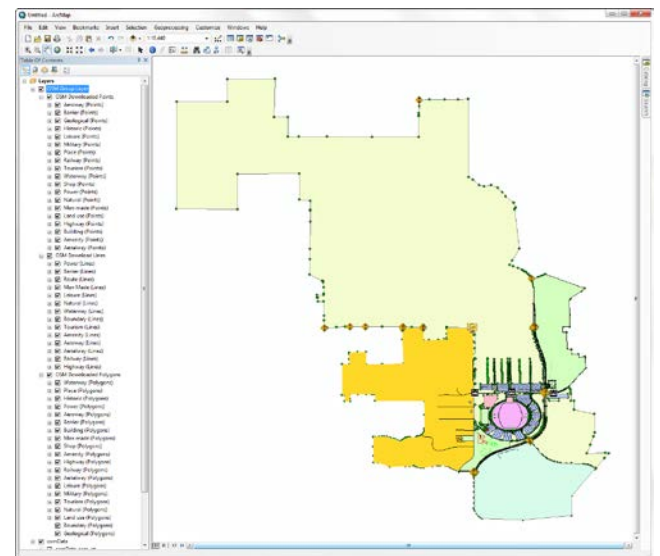 Untitled - ArcMap
File Edit View Bookmarks Insert Selection Geoprocessing Customize Windows Help
Table Of Contents
Layers
OSM Group Layer
OSM Downloaded Points
Aeroway (Points)
Barrier (Points)
Geological (Points)
Historic (Points)
Leisure (Points)
Military (Points)
Place (Points)
Railway (Points)
Tourism (Points)
Waterway (Points)
Shop (Points)
Power (Points)
Natural (Points)
Man made (Points)
Land use (Points)
Highway (Points)
Building (Points)
Amenity (Points)
Aerialway (Points)
OSM Download Lines
Power (Lines)
Barrier (Lines)
Route (Lines)
Man Made (Lines)
Leisure (Lines)
Natural (Lines)
Waterway (Lines)
Boundary (Lines)
Tourism (Lines)
Amenity (Lines)
Aeroway (Lines)
Aerialway (Lines)
Railway (Lines)
Highway (Lines)
OSM Downloaded Polygons
Waterway (Polygons)
Place (Polygons)
Historic (Polygons)
Power (Polygons)
Aeroway (Polygons)
Barrier (Polygons)
Building (Polygons)
Man made (Polygons)
Shop (Polygons)
Amenity (Polygons)
Highway (Polygons)
Railway (Polygons)
Aerialway (Polygons)
Leisure (Polygons)
Military (Polygons)
Tourism (Polygons)
Natural (Polygons)
Land use (Polygons)
Boundary (Polygons)
Geological (Polygons)
Catalog
Search